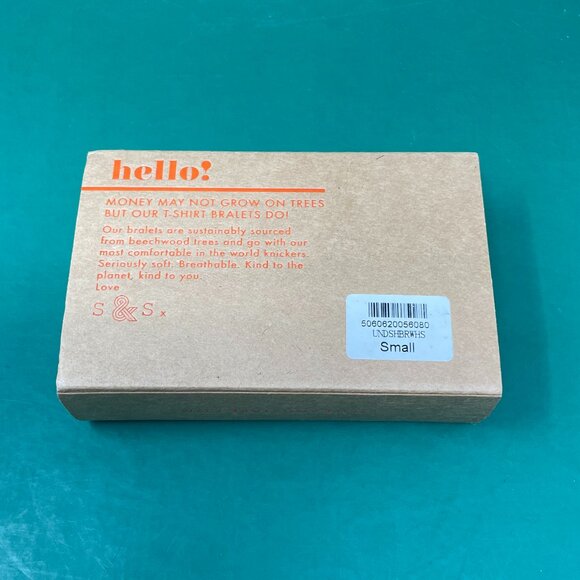 hello!
MONEY MAY NOT GROW ON TREES
BUT OUR T-SHIRT BRALETS DO!
Our bralets are sustainably sourced
from beechwood trees and go with our
most comfortable in the world knickers.
Seriously soft. Breathable. Kind to the
planet, kind to you.
Love
S & S x
5060620056080
UNDSHBRWHS
Small